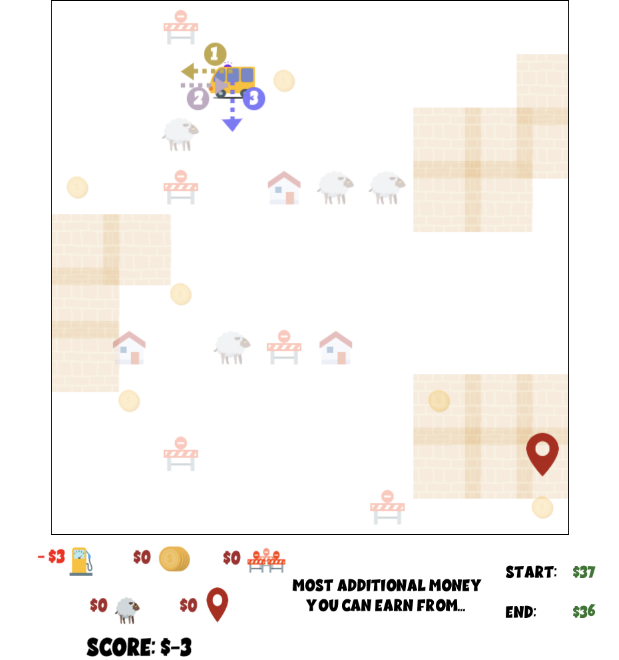 1
2
3
- $3
$0
$0
$0
$0
MOST ADDITIONAL MONEY
YOU CAN EARN FROM...
START: $37
END: $36
SCORE: $-3